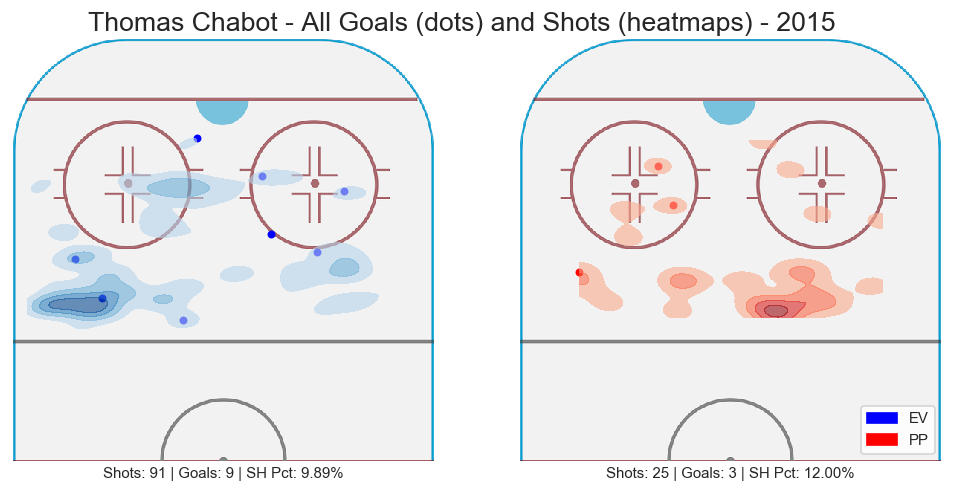 Thomas Chabot - All Goals (dots) and Shots (heatmaps) - 2015
EV
PP
Shots: 91 | Goals: 9 | SH Pct: 9.89%
Shots: 25 | Goals: 3 | SH Pct: 12.00%